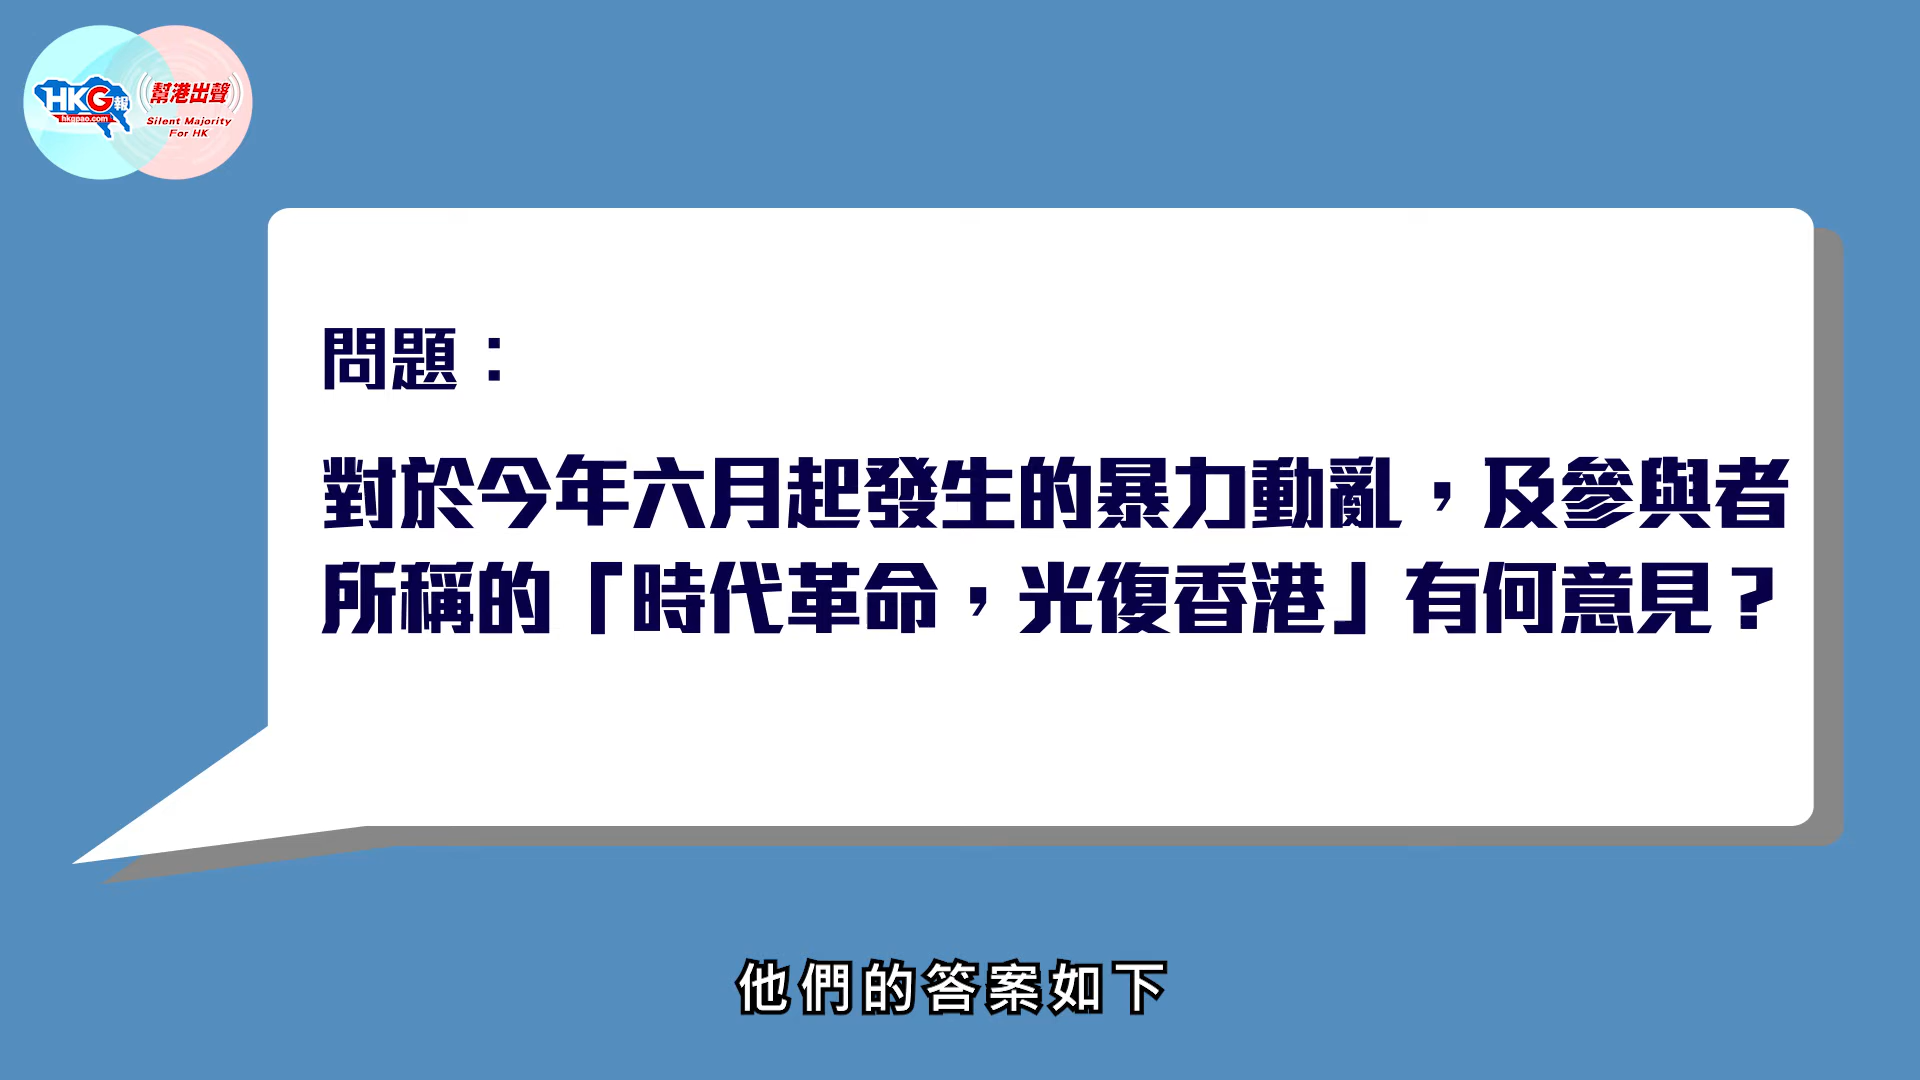 HKG報
hkgpao.com
幫港出聲
Silent Majority
For HK
問題：
對於今年六月起發生的暴力動亂，及參與者
所稱的「時代革命，光復香港」有何意見？
他們的答案如下